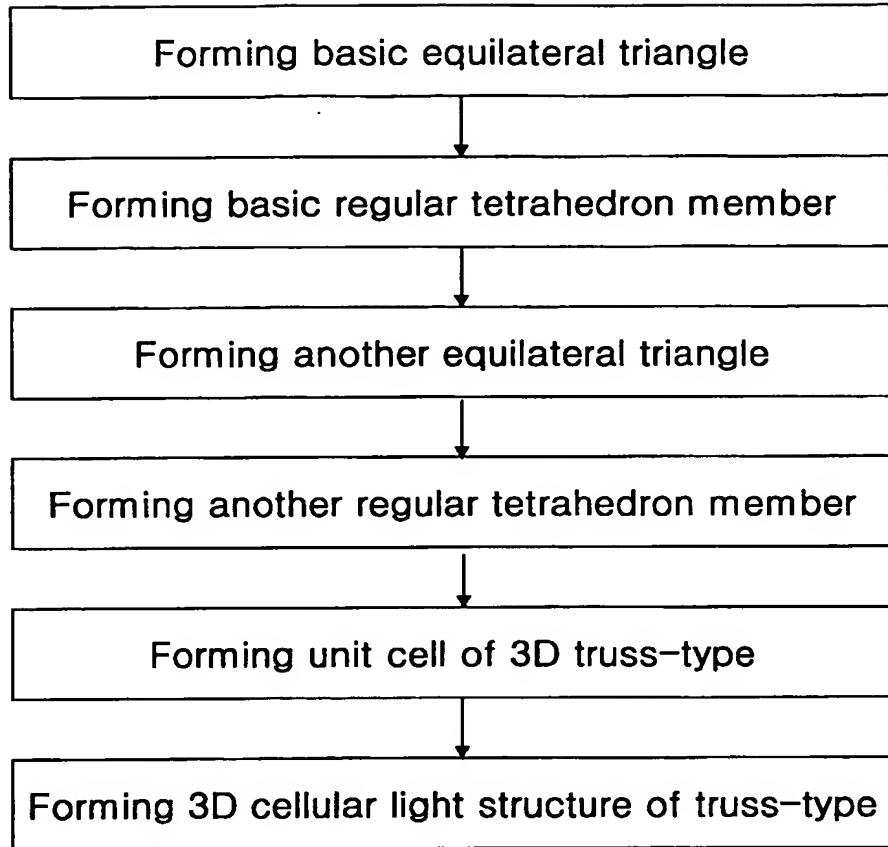 Forming basic equilateral triangle
Forming basic regular tetrahedron member
Forming another equilateral triangle
Forming another regular tetrahedron member
Forming unit cell of 3D truss-type
Forming 3D cellular light structure of truss-type